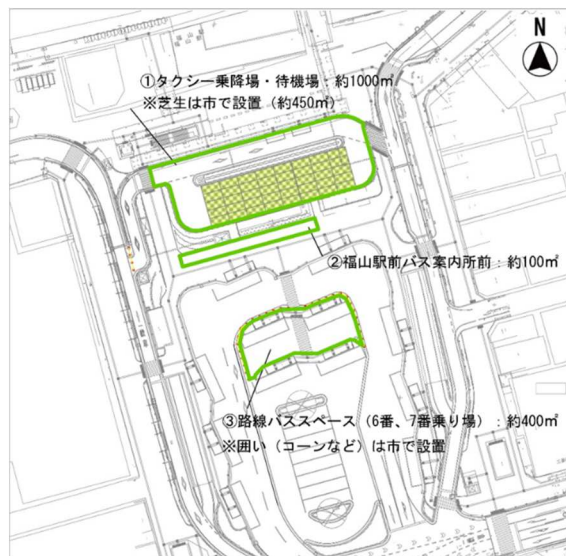 N
①タクシー乗降場・待機場：約1000㎡
※芝生は市で設置（約450㎡）
②福山駅前バス案内所前：約100㎡
③路線バススペース（6番、7番乗り場）：約400㎡
※囲い（コーンなど）は市で設置